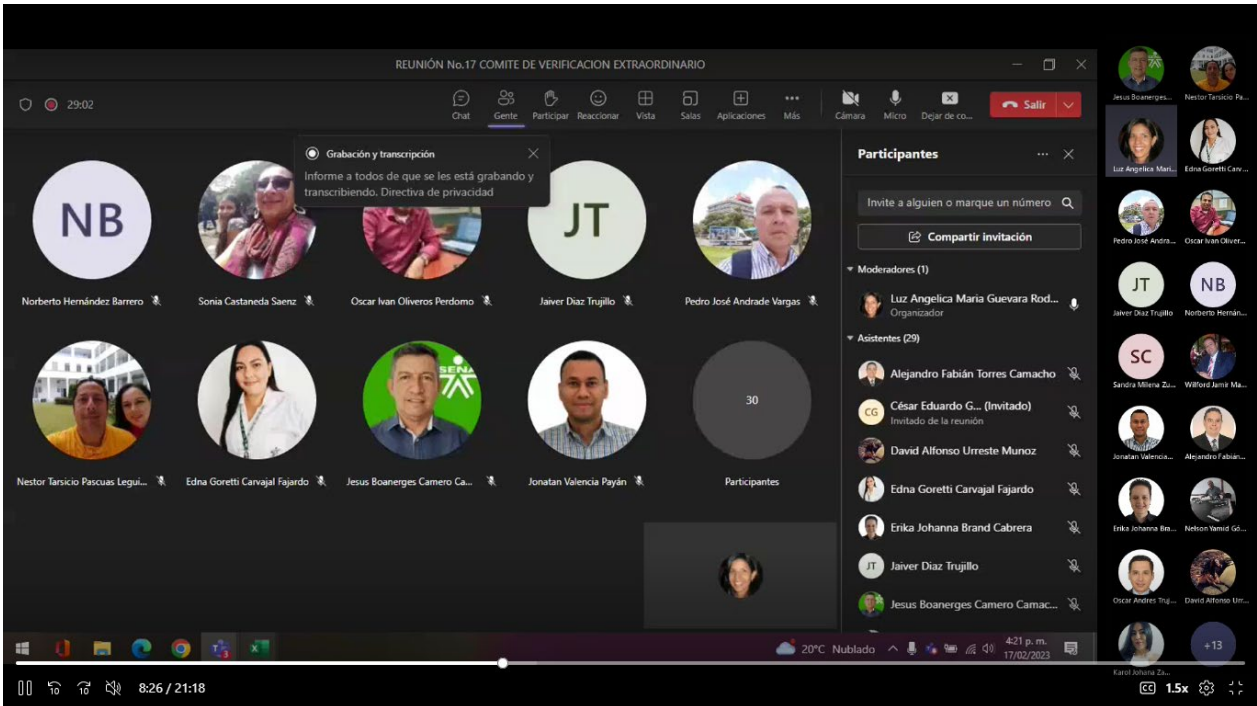 REUNIÓN No.17 COMITE DE VERIFICACION EXTRAORDINARIO
29:02
Chat
Gente
Participar
Reaccionar
Vista
Salas
Aplicaciones
Más
Cámara
Micro
Dejar de co...
Salir
Grabación y transcripción
Informe a todos de que se les está grabando y
transcribiendo. Directiva de privacidad
NB
JT
Norberto Hernández Barrero
Sonia Castaneda Saenz
Oscar Ivan Oliveros Perdomo
Jaiver Diaz Trujillo
Pedro José Andrade Vargas
SENA
30
Nestor Tarsicio Pascuas Legui...
Edna Goretti Carvajal Fajardo
Jesus Boanerges Camero Ca...
Jonatan Valencia Payán
Participantes
Participantes
Invite a alguien o marque un número
Compartir invitación
Moderadores (1)
Luz Angelica Maria Guevara Rod...
Organizador
Asistentes (29)
Alejandro Fabián Torres Camacho
CG
César Eduardo G... (Invitado)
Invitado de la reunión
David Alfonso Urreste Munoz
Edna Goretti Carvajal Fajardo
Erika Johanna Brand Cabrera
JT
Jaiver Diaz Trujillo
Jesus Boanerges Camero Camac...
Jesus Boanerges...
Nestor Tarsicio Pa...
Luz Angelica Mari...
Edna Goretti Carv...
Pedro José Andra...
Oscar Ivan Oliver...
JT
NB
Jaiver Diaz Trujillo
Norberto Hernán...
SC
Sandra Milena Zu...
Wilford Jamir Ma...
Jonatan Valencia...
Alejandro Fabián...
Erika Johanna Bra...
Nelson Yamid Gó...
Oscar Andres Truj...
David Alfonso Urr...
+13
Karol Johana Za...
20°C Nublado
4:21 p. m.
17/02/2023
10
10
8:26 / 21:18
CC
1.5x